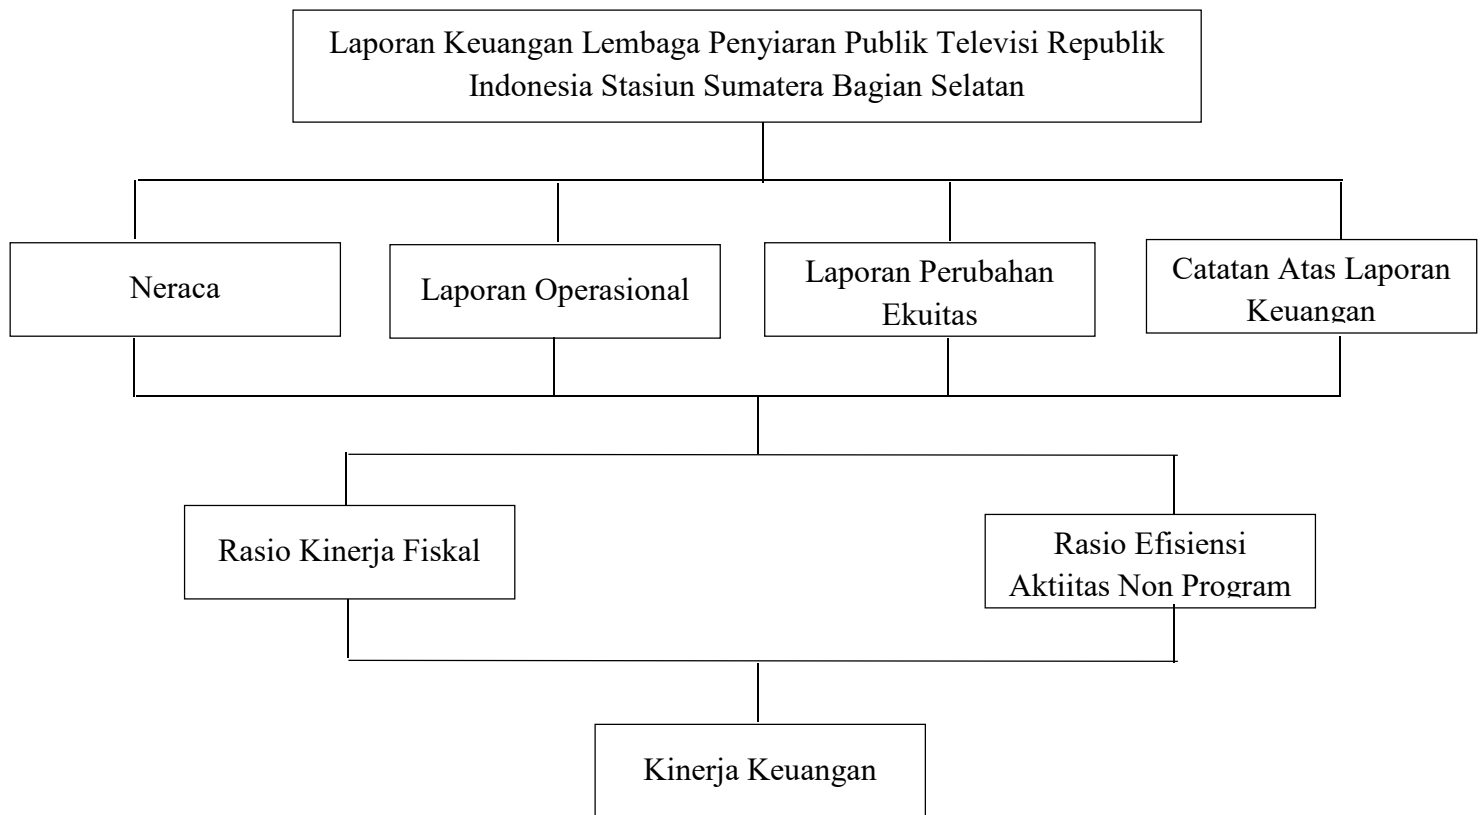 Laporan Keuangan Lembaga Penyiaran Publik Televisi Republik
Indonesia Stasiun Sumatera Bagian Selatan
Neraca
Laporan Operasional
Laporan Perubahan
Ekuitas
Catatan Atas Laporan
Keuangan
Rasio Kinerja Fiskal
Rasio Efisiensi
Aktiitas Non Program
Kinerja Keuangan